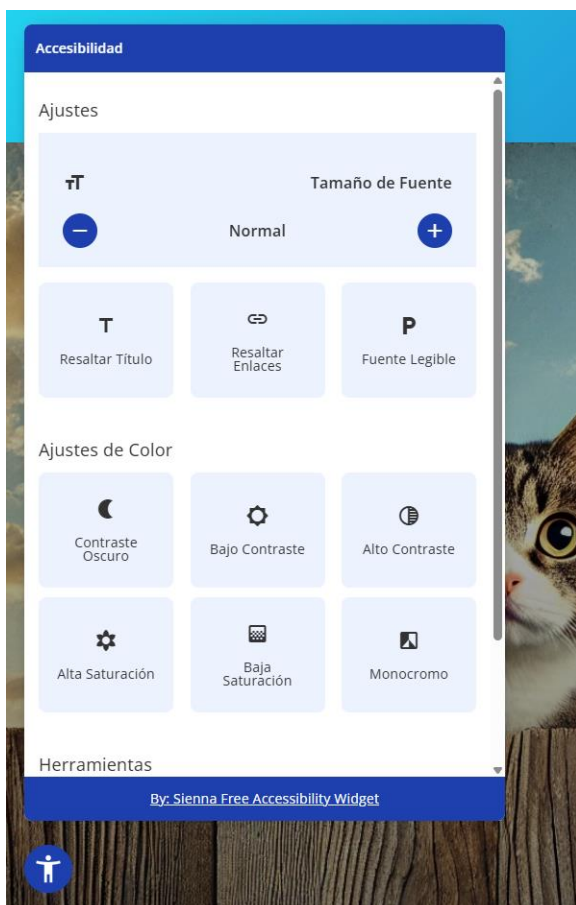 Accesibilidad
Ajustes
Tamaño de Fuente
Normal
Resaltar Título
Resaltar
Enlaces
Fuente Legible
Ajustes de Color
Contraste
Oscuro
Bajo Contraste
Alto Contraste
Alta Saturación
Baja
Saturación
Monocromo
Herramientas
By: Sienna Free Accessibility Widget